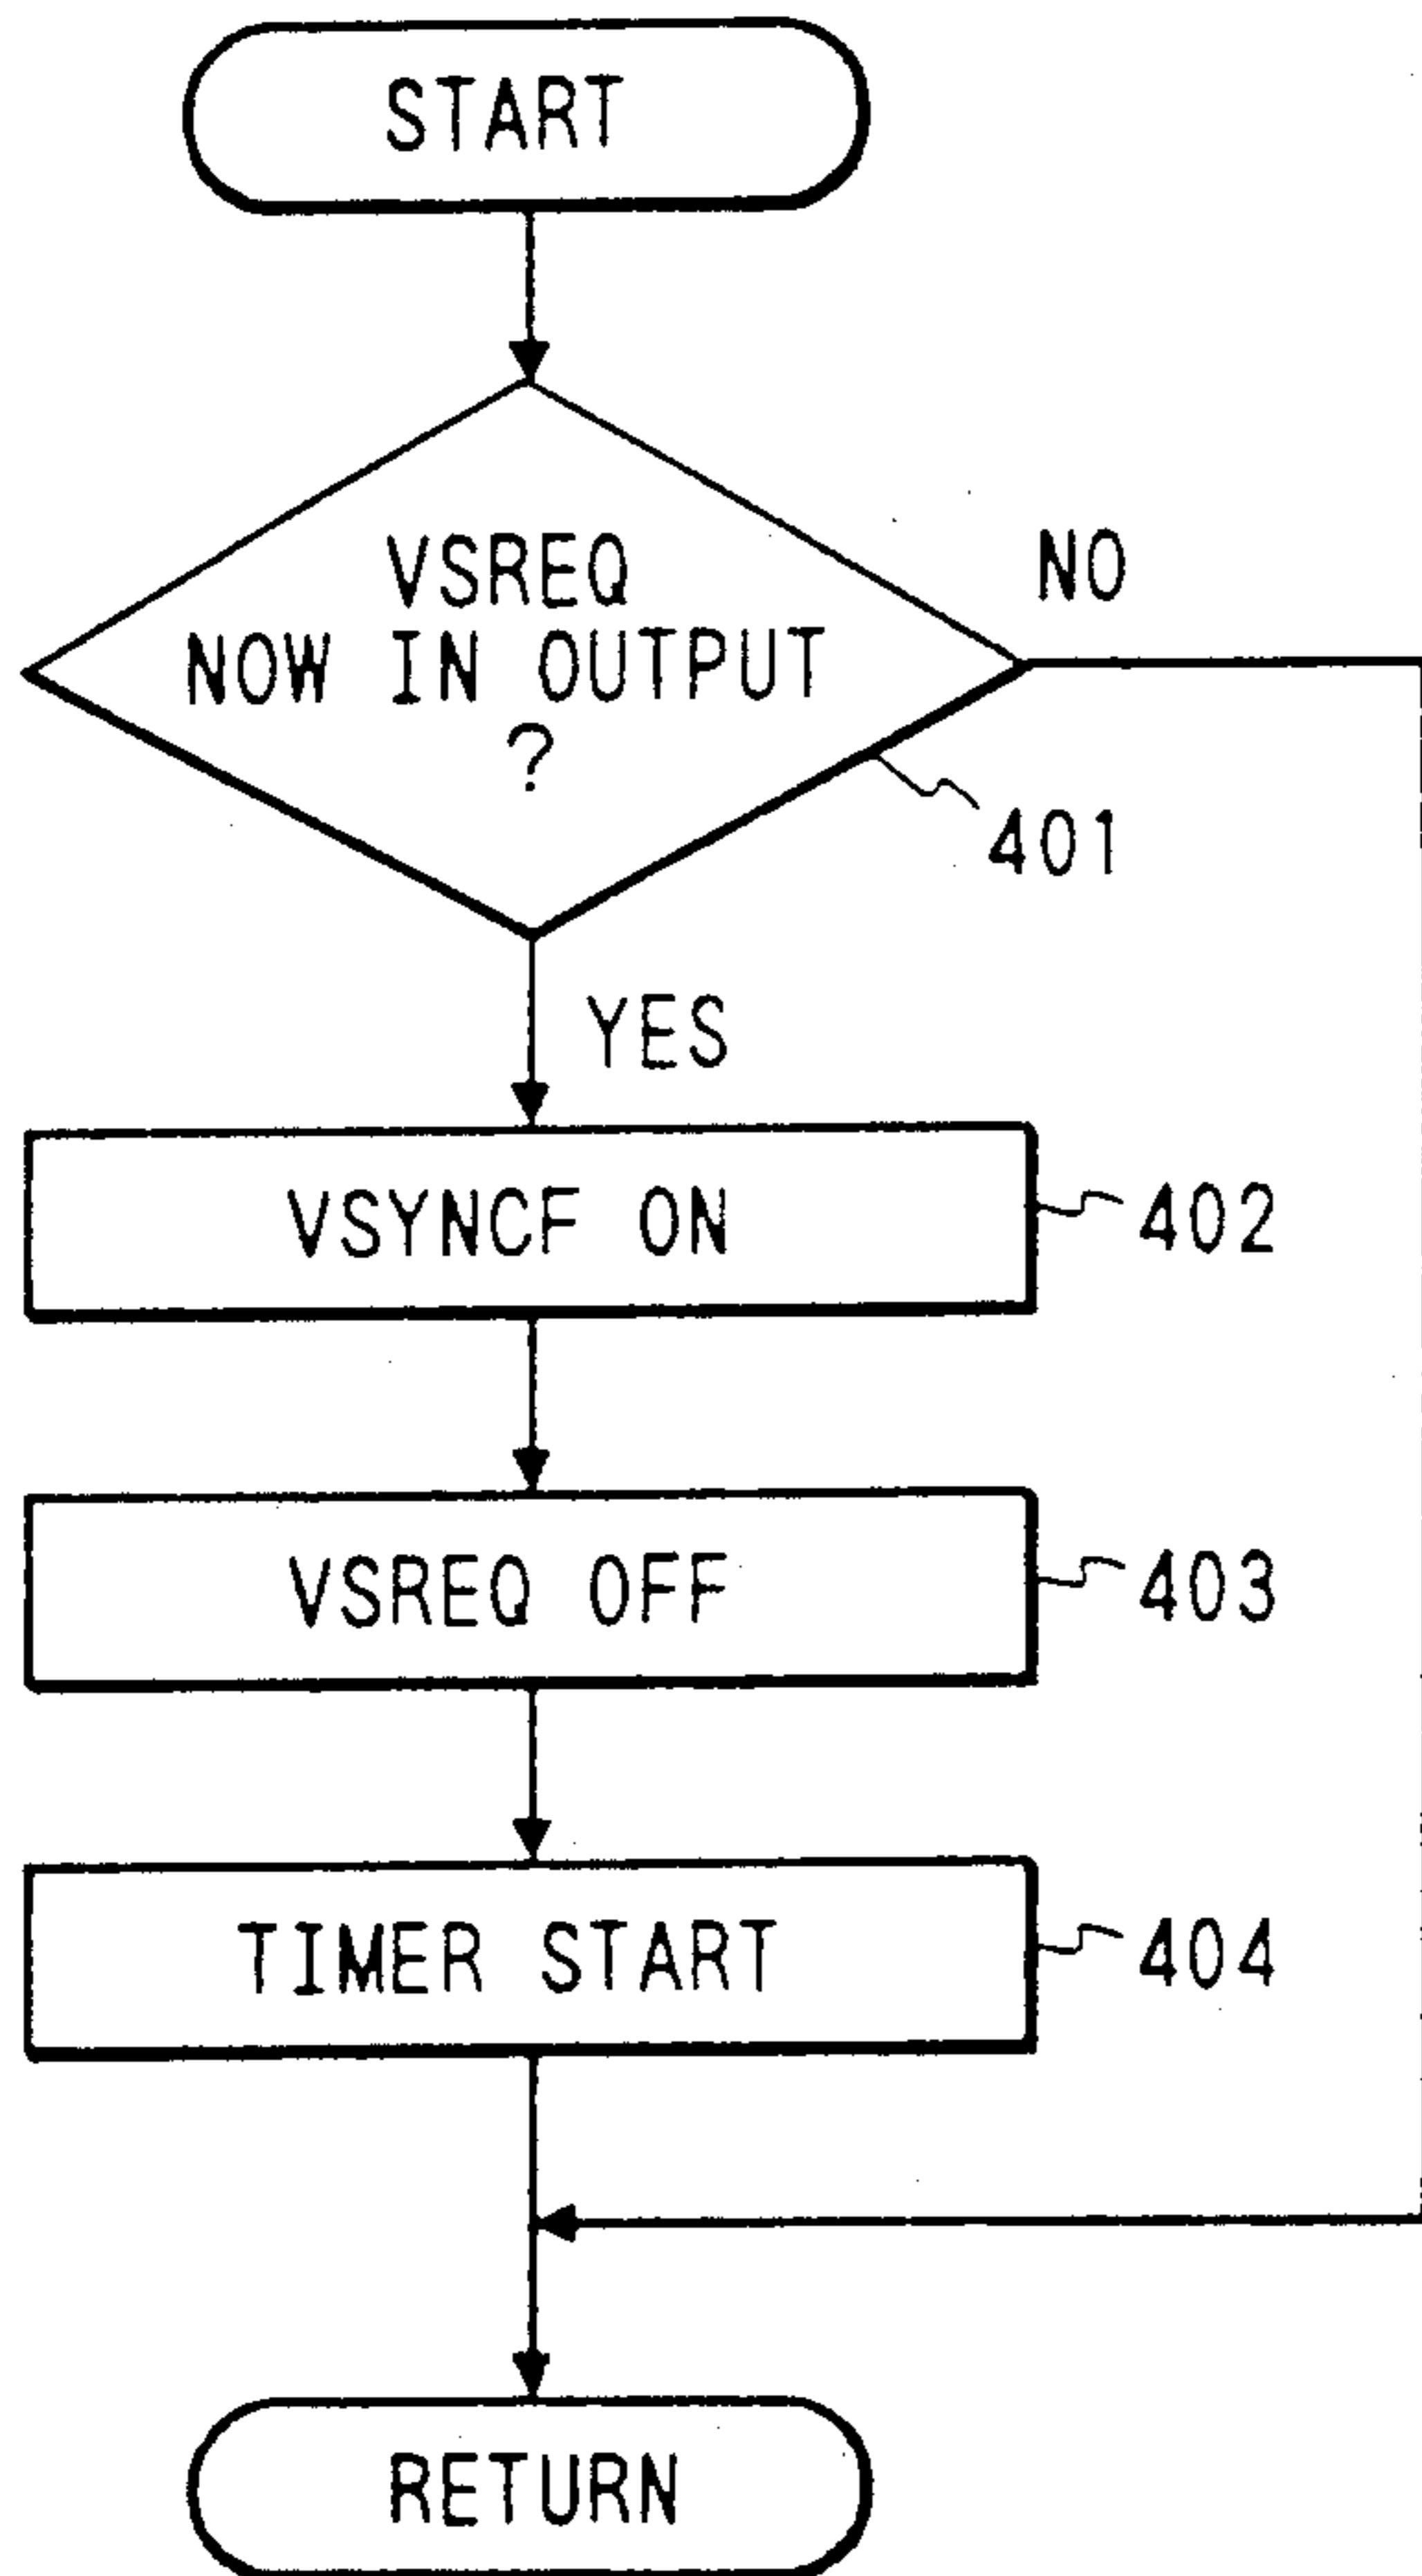 START
VSREQ
NOW IN OUTPUT
?
NO
401
YES
VSYNCF ON
402
VSREQ OFF
403
TIMER START
404
RETURN